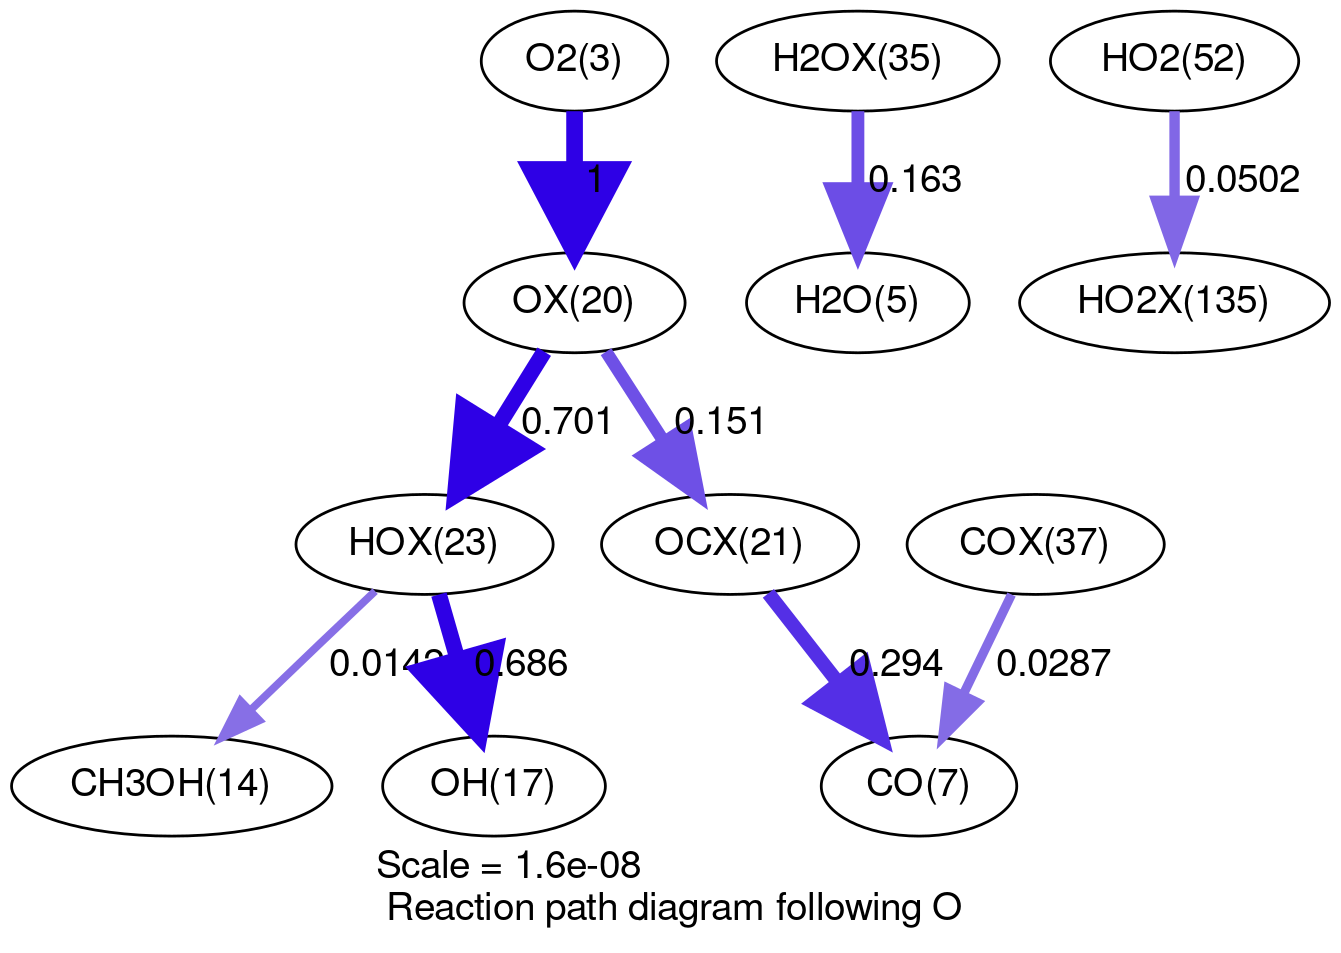 O2(3)
H2OX(35)
HO2(52)
1
0.163
0.0502
OX(20)
H2O(5)
HO2X(135)
0.701
0.151
HOX(23)
OCX(21)
COX(37)
0.686
0.294
0.0287
CH3OH(14)
OH(17)
CO(7)
Scale = 1.6e-08
Reaction path diagram following O